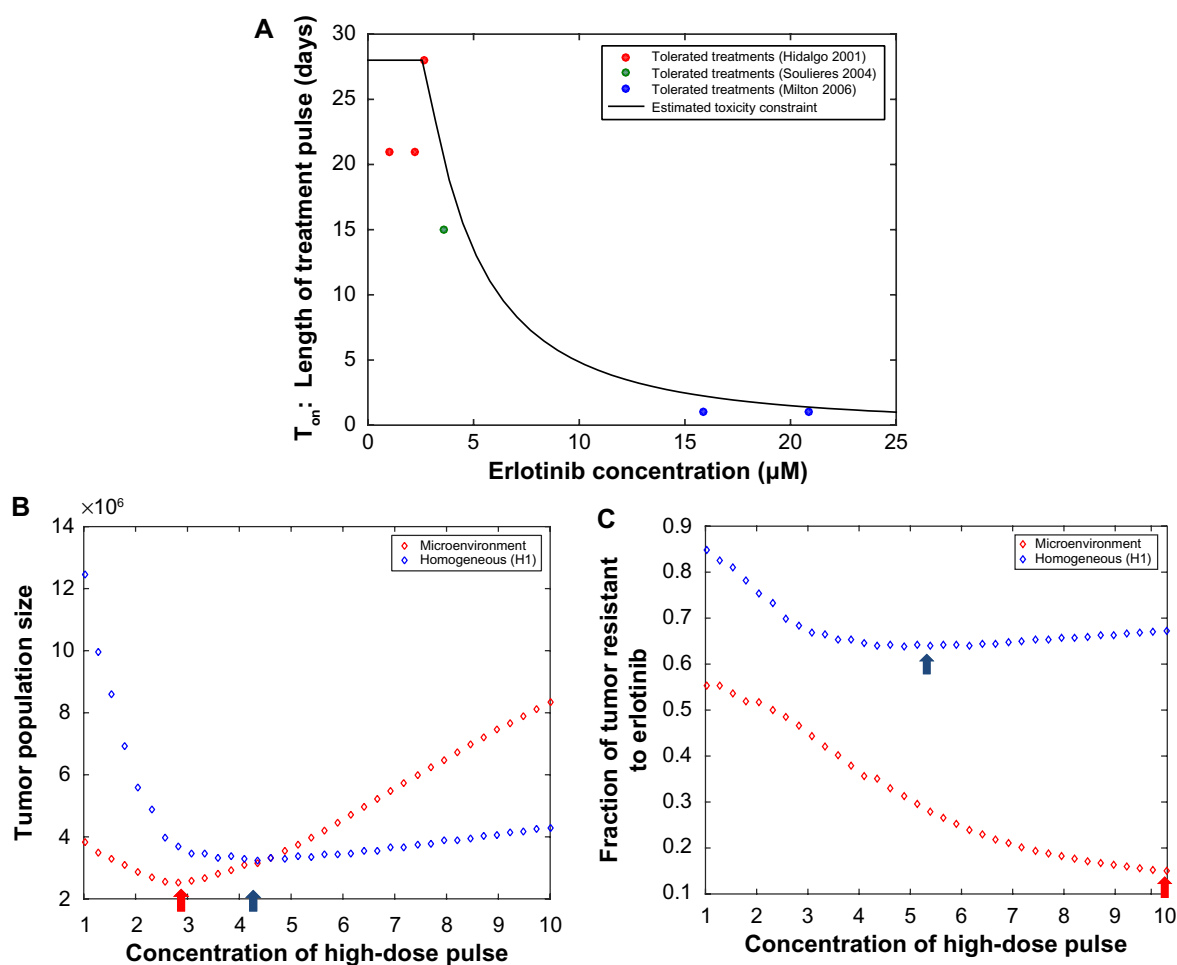 A
30
25
20
15
10
5
0
0
5
10
15
20
25
Tₒₙ: Length of treatment pulse (days)
Erlotinib concentration (µM)
Tolerated treatments (Hidalgo 2001)
Tolerated treatments (Soulieres 2004)
Tolerated treatments (Milton 2006)
Estimated toxicity constraint
B
×10⁶
14
12
10
8
6
4
2
1
2
3
4
5
6
7
8
9
10
Tumor population size
Concentration of high-dose pulse
Microenvironment
Homogeneous (H1)
C
0.9
0.8
0.7
0.6
0.5
0.4
0.3
0.2
0.1
1
2
3
4
5
6
7
8
9
10
Fraction of tumor resistant
to erlotinib
Concentration of high-dose pulse
Microenvironment
Homogeneous (H1)